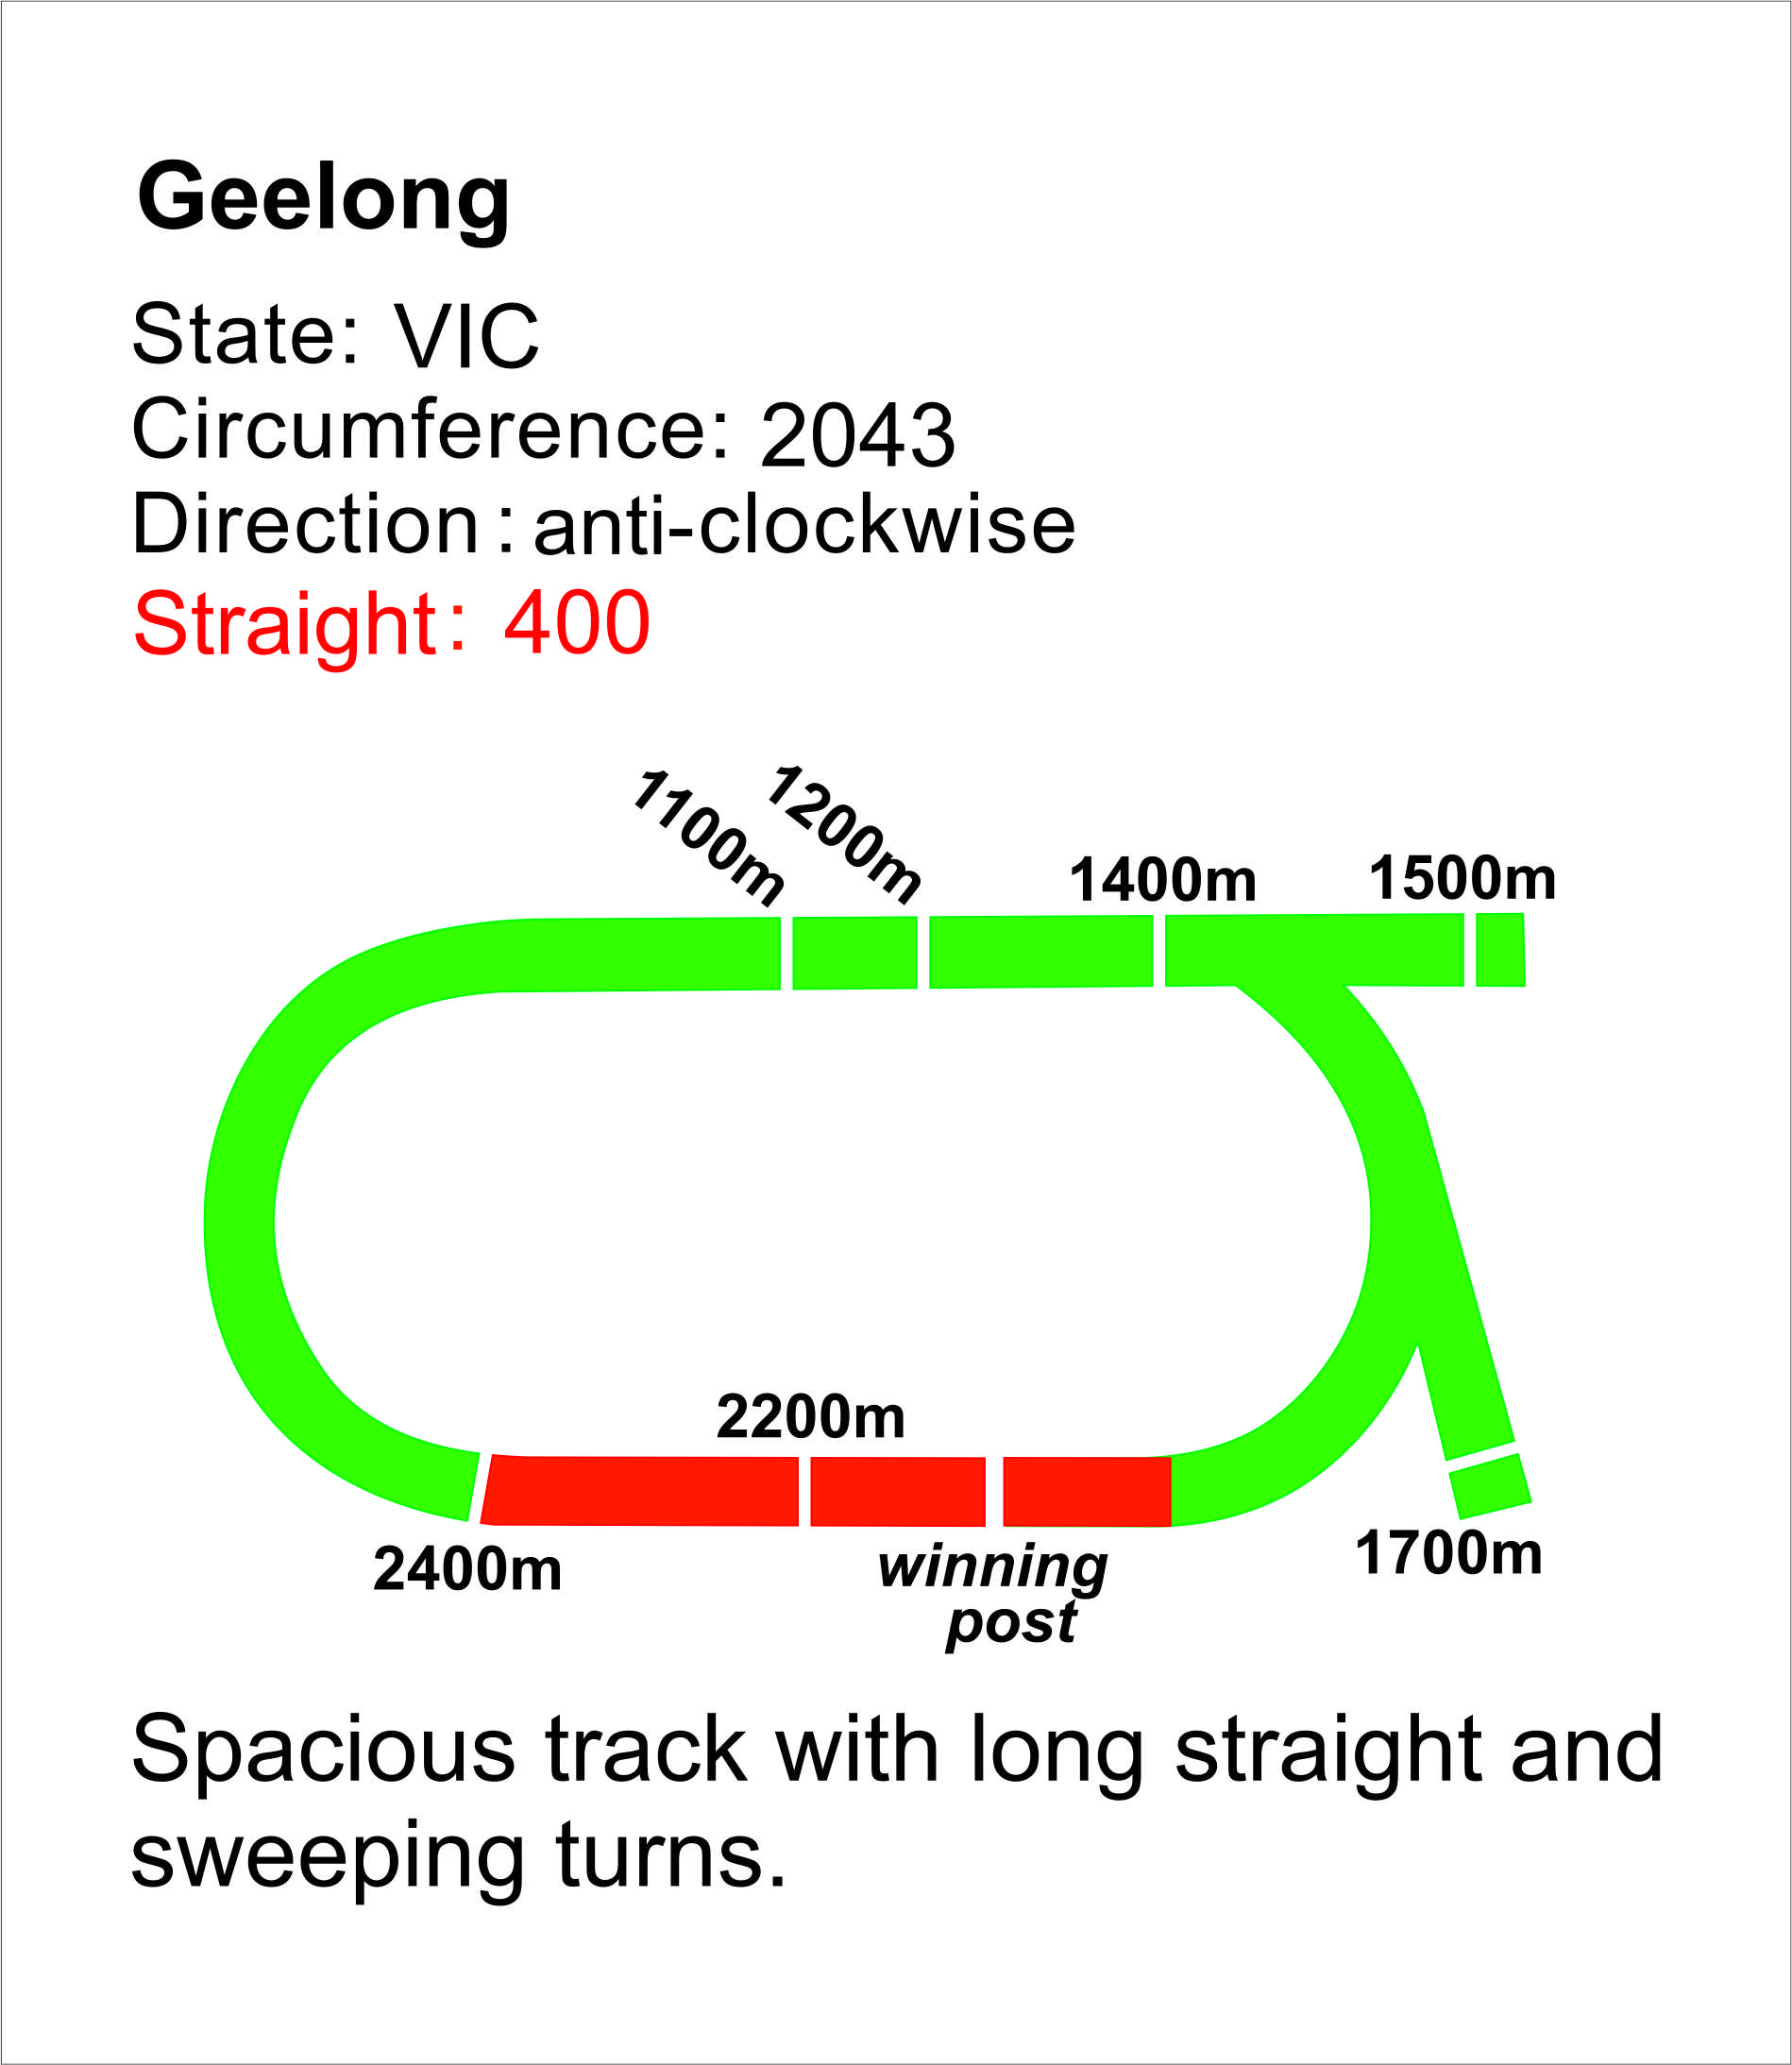 Geelong
State: VIC
Circumference: 2043
Direction: anti-clockwise
Straight: 400
1100m
1200m
1400m
1500m
2200m
2400m
winning
post
1700m
Spacious track with long straight and
sweeping turns.